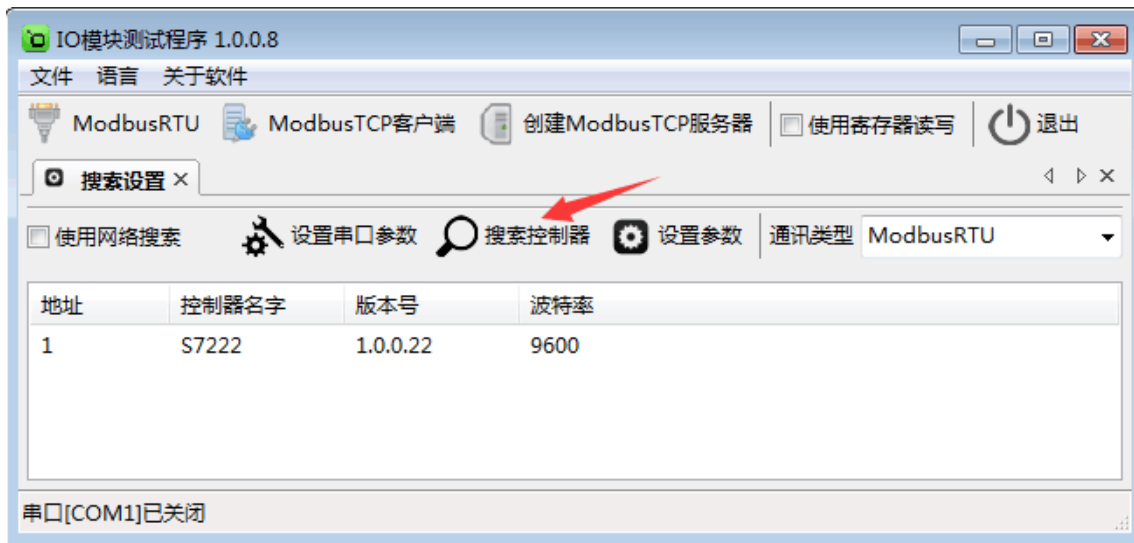 IO模块测试程序 1.0.0.8
文件 语言 关于软件
ModbusRTU ModbusTCP客户端 创建ModbusTCP服务器 使用寄存器读写 退出
搜索设置
使用网络搜索 设置串口参数 搜索控制器 设置参数 通讯类型 ModbusRTU
地址 控制器名字 版本号 波特率
1 S7222 1.0.0.22 9600
串口[COM1]已关闭